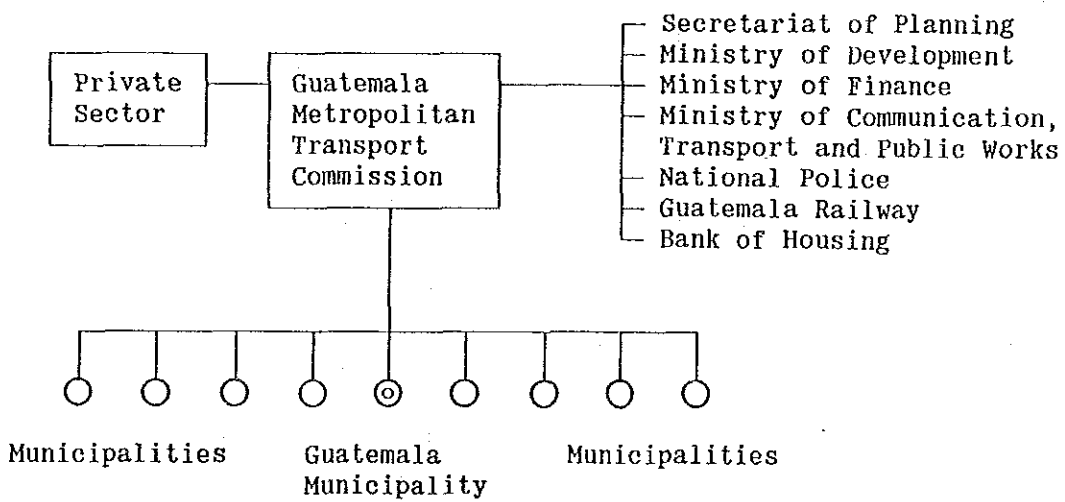 Private
Sector
Guatemala
Metropolitan
Transport
Commission
Secretariat of Planning
Ministry of Development
Ministry of Finance
Ministry of Communication,
Transport and Public Works
National Police
Guatemala Railway
Bank of Housing
Municipalities
Guatemala
Municipality
Municipalities